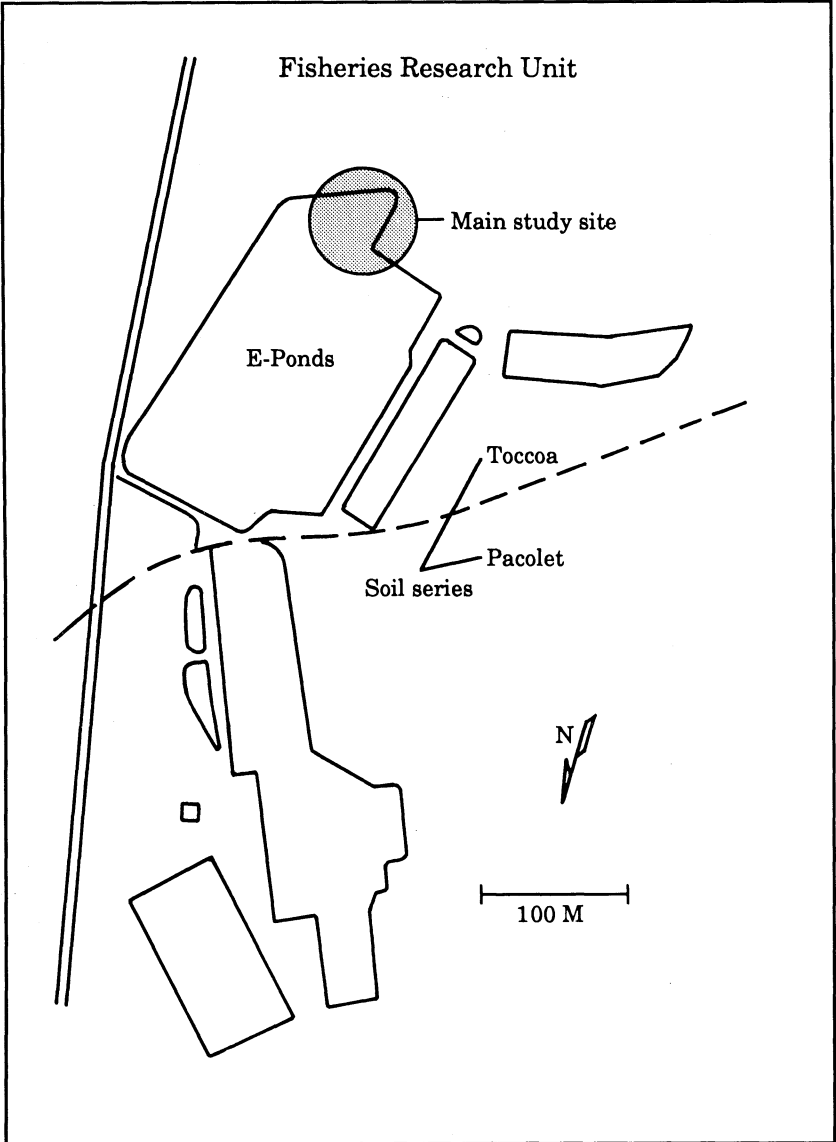 Fisheries Research Unit
Main study site
E-Ponds
Toccoa
Pacolet
Soil series
N
100 M